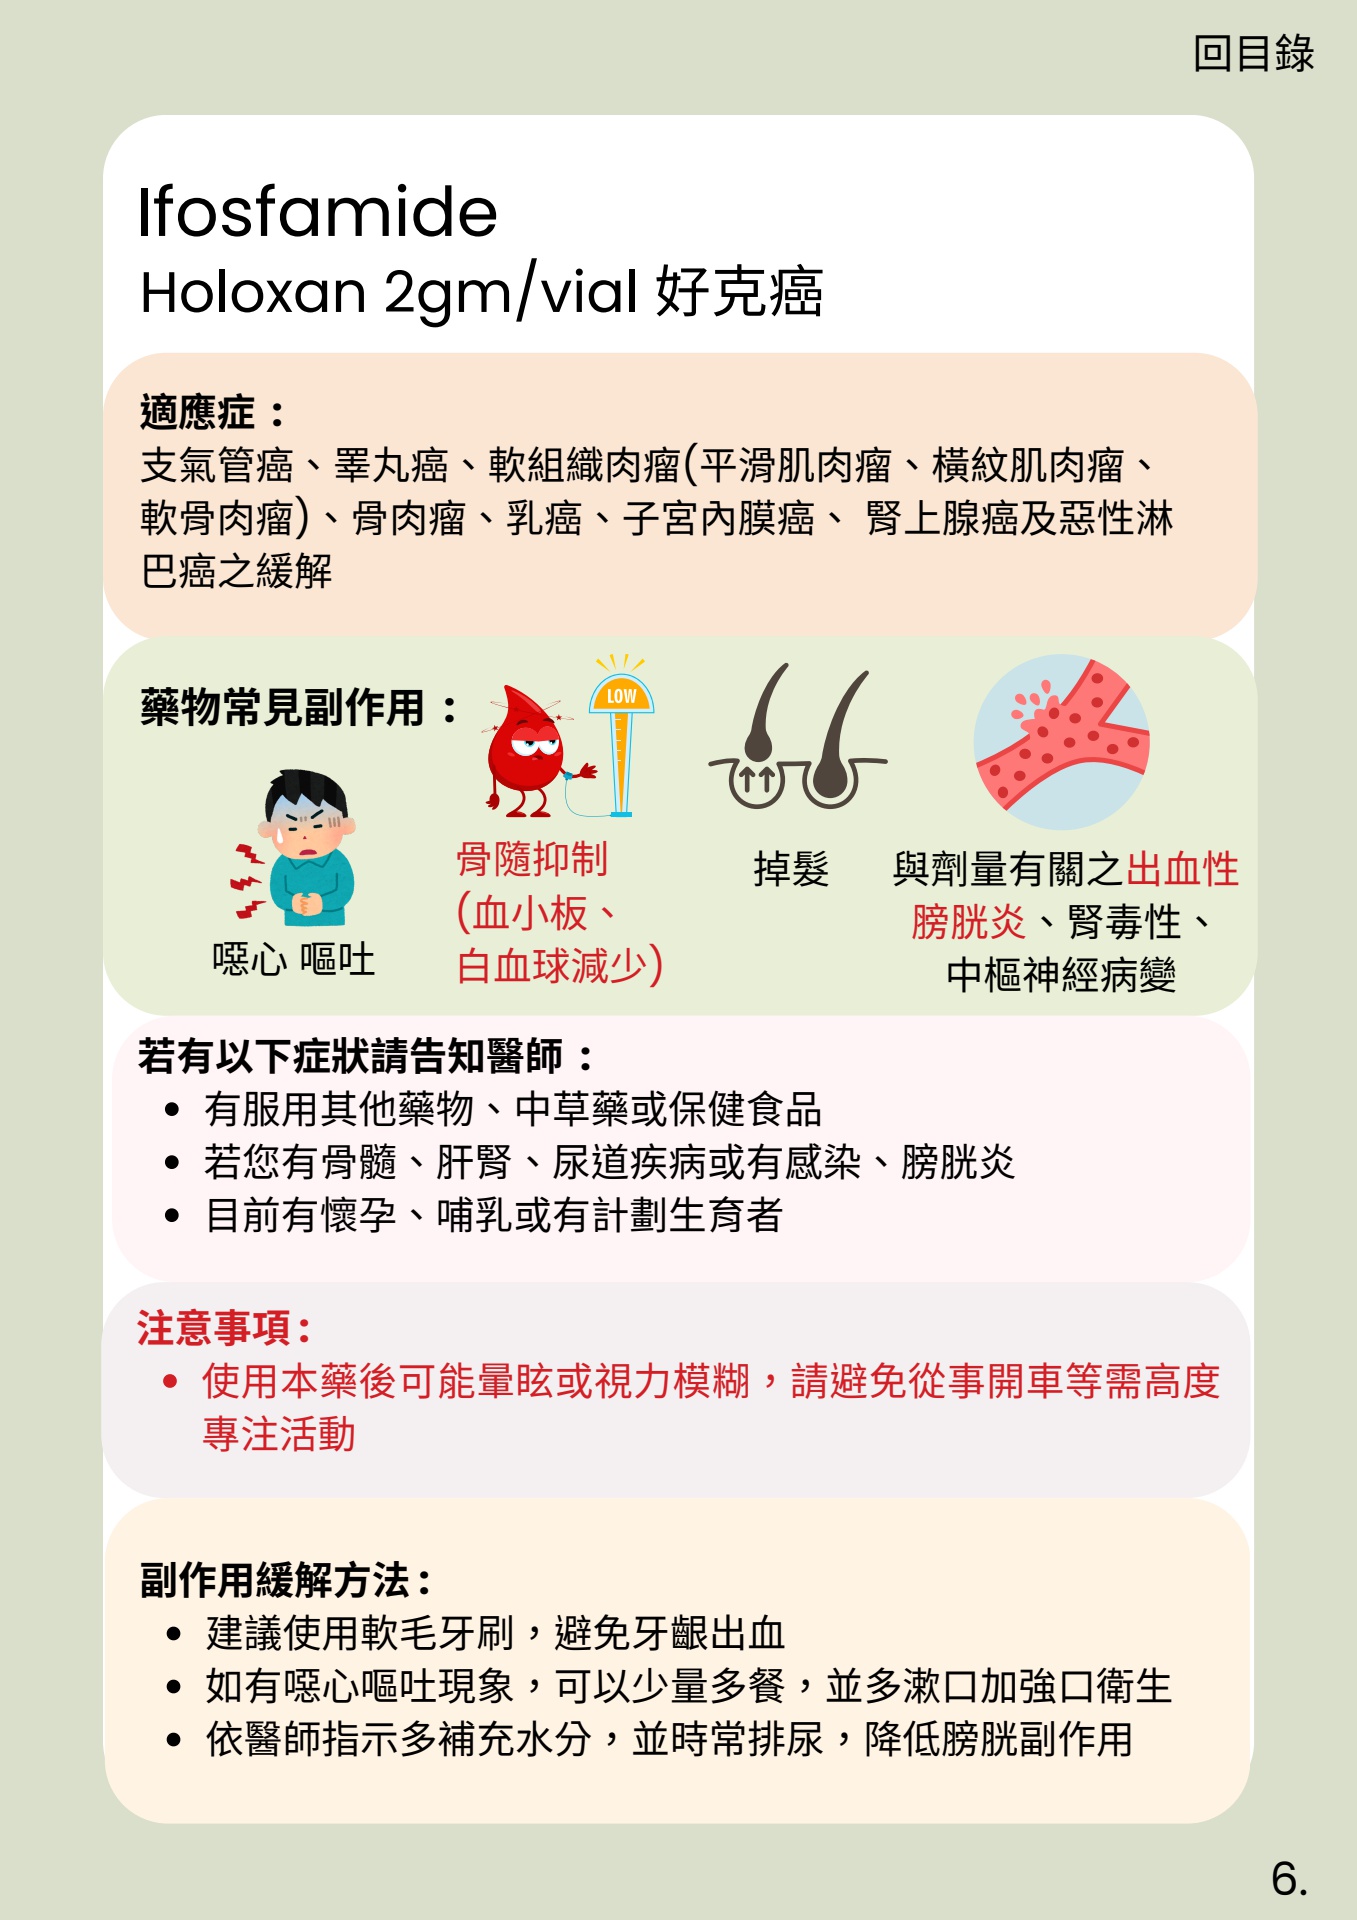 回目錄
Ifosfamide
Holoxan 2gm/vial 好克癌
適應症：
支氣管癌、睪丸癌、軟組織肉瘤(平滑肌肉瘤、橫紋肌肉瘤、
軟骨肉瘤)、骨肉瘤、乳癌、子宮內膜癌、 腎上腺癌及惡性淋
巴癌之緩解
藥物常見副作用：
LOW
噁心 嘔吐
骨隨抑制
(血小板、
白血球減少)
掉髮
與劑量有關之出血性
膀胱炎、腎毒性、
中樞神經病變
若有以下症狀請告知醫師：
• 有服用其他藥物、中草藥或保健食品
• 若您有骨髓、肝腎、尿道疾病或有感染、膀胱炎
• 目前有懷孕、哺乳或有計劃生育者
注意事項：
• 使用本藥後可能暈眩或視力模糊，請避免從事開車等需高度
專注活動
副作用緩解方法：
• 建議使用軟毛牙刷，避免牙齦出血
• 如有噁心嘔吐現象，可以少量多餐，並多漱口加強口衛生
• 依醫師指示多補充水分，並時常排尿，降低膀胱副作用
6.